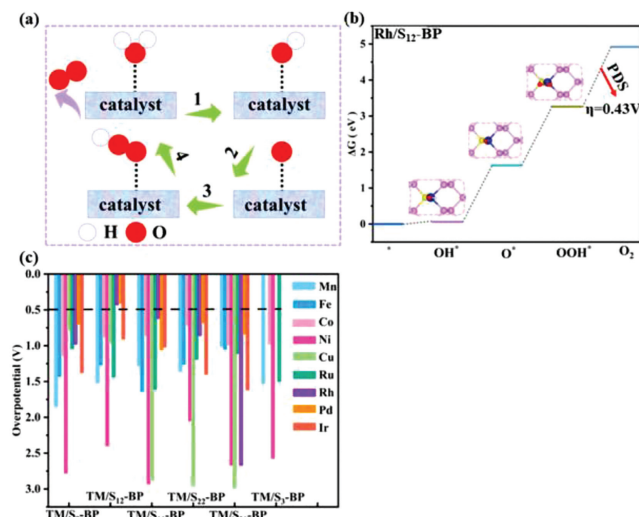 (a)
catalyst
1
catalyst
4
2
catalyst
3
catalyst
H
O
(b)
Rh/S12-BP
ΔG (eV)
5
4
3
2
1
0
PDS
η=0.43V
*
OH*
O*
OOH*
O2
(c)
Overpotential (V)
0.0
0.5
1.0
1.5
2.0
2.5
3.0
Mn
Fe
Co
Ni
Cu
Ru
Rh
Pd
Ir
TM/S12-BP
TM/S22-BP
TM/S3-BP